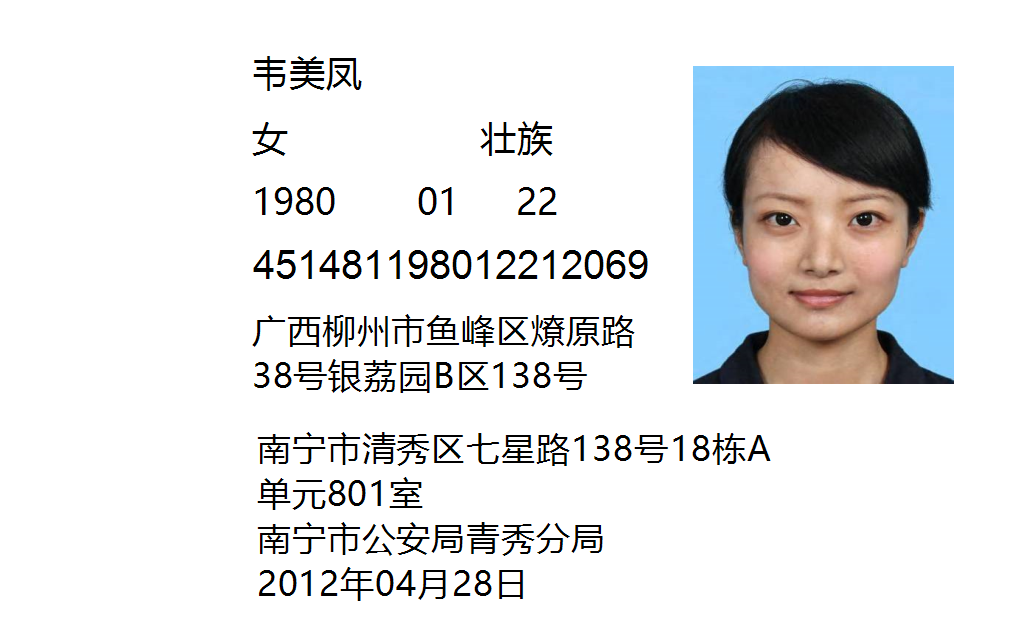 韦美凤
女 壮族
1980 01 22
451481198012212069
广西柳州市鱼峰区燎原路
38号银荔园B区138号
南宁市清秀区七星路138号18栋A
单元801室
南宁市公安局青秀分局
2012年04月28日